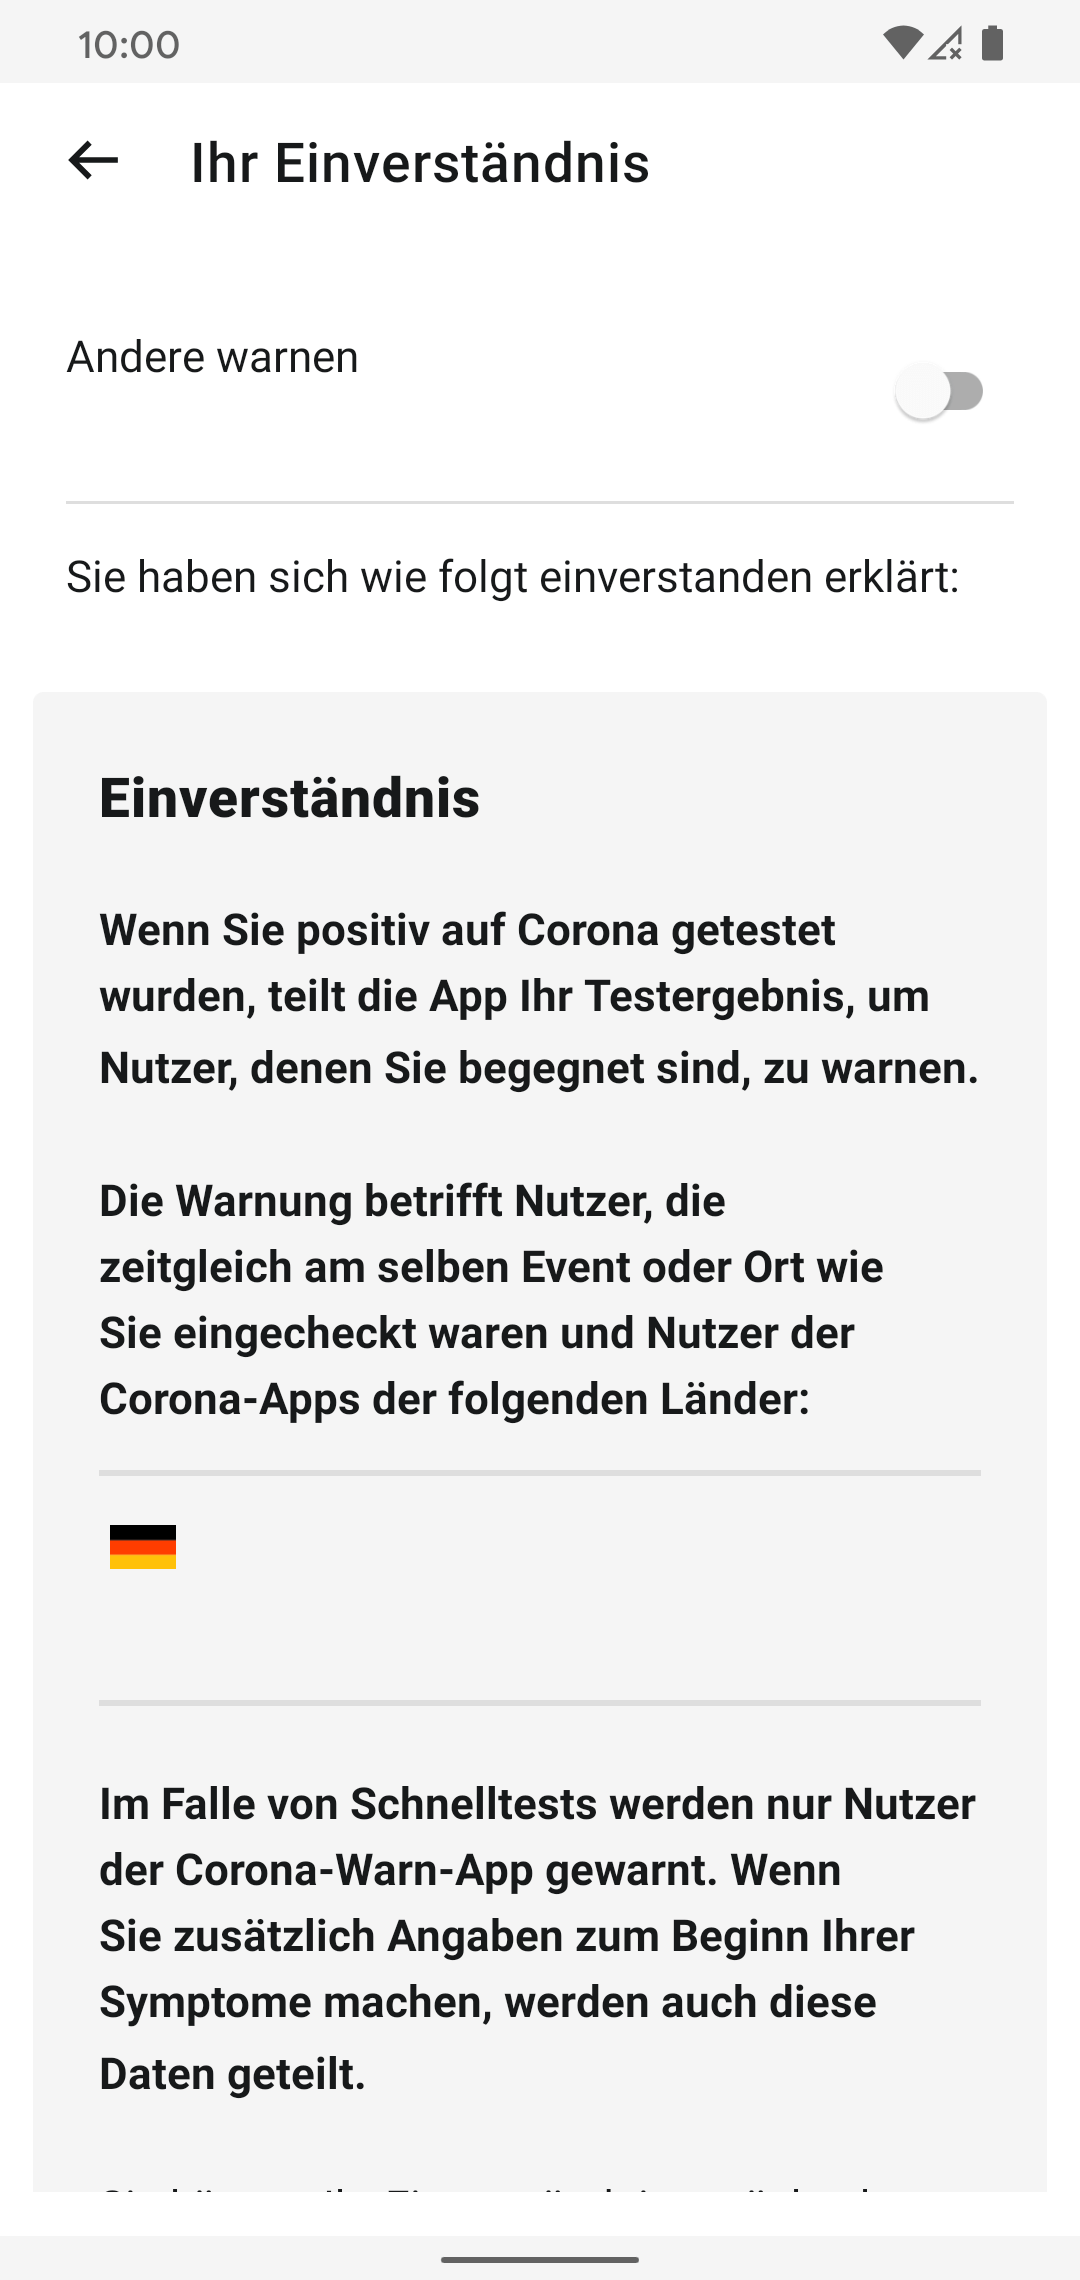 10:00
Ihr Einverständnis
Andere warnen
Sie haben sich wie folgt einverstanden erklärt:
Einverständnis
Wenn Sie positiv auf Corona getestet
wurden, teilt die App Ihr Testergebnis, um
Nutzer, denen Sie begegnet sind, zu warnen.
Die Warnung betrifft Nutzer, die
zeitgleich am selben Event oder Ort wie
Sie eingecheckt waren und Nutzer der
Corona-Apps der folgenden Länder:
Im Falle von Schnelltests werden nur Nutzer
der Corona-Warn-App gewarnt. Wenn
Sie zusätzlich Angaben zum Beginn Ihrer
Symptome machen, werden auch diese
Daten geteilt.